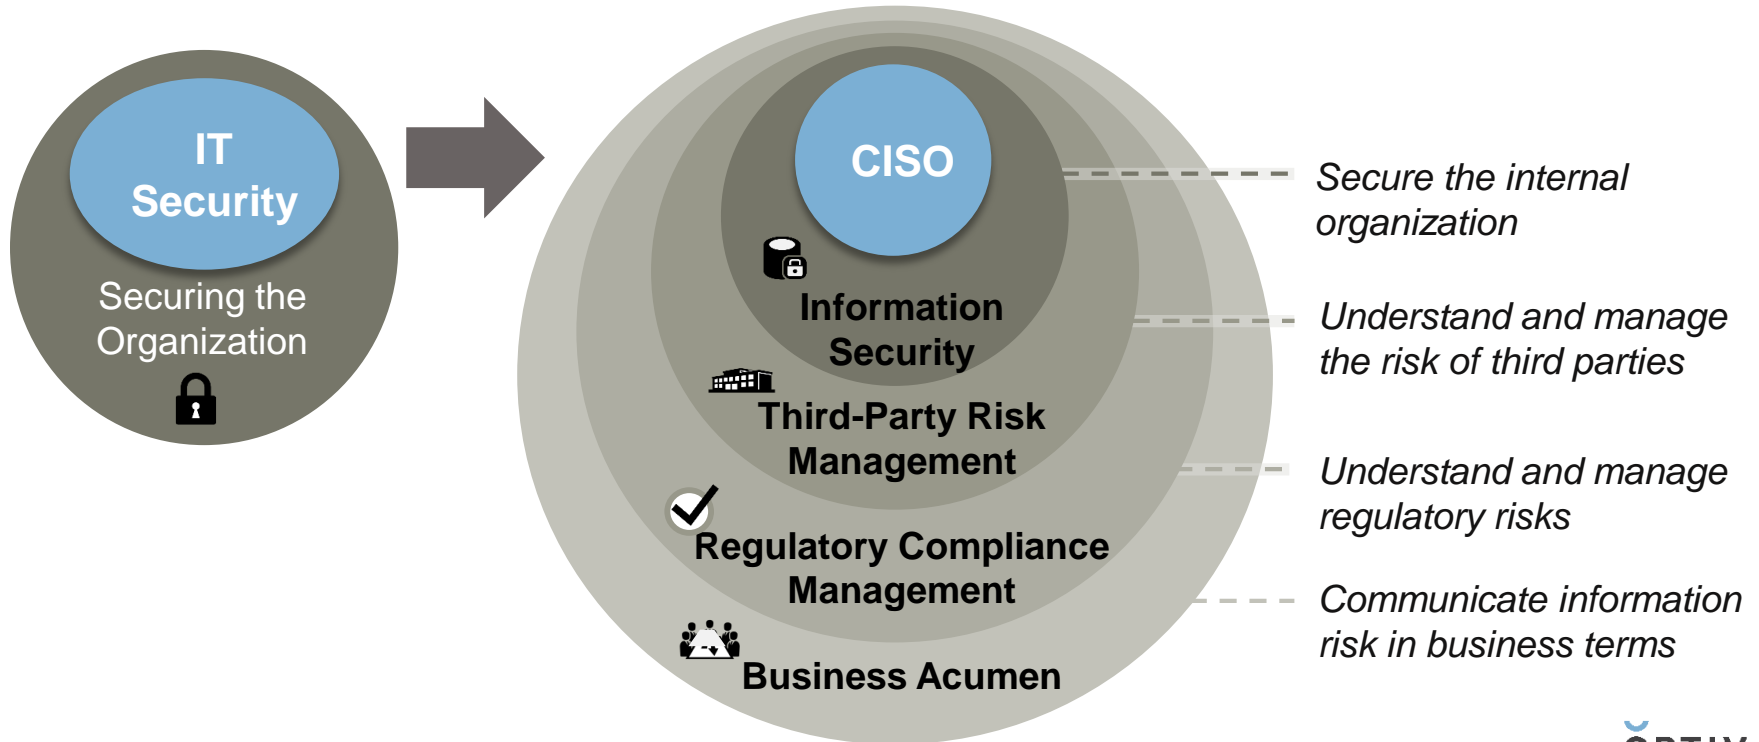 IT
Security
Securing the
Organization
CISO
Information
Security
Third-Party Risk
Management
Regulatory Compliance
Management
Business Acumen
Secure the internal
organization
Understand and manage
the risk of third parties
Understand and manage
regulatory risks
Communicate information
risk in business terms